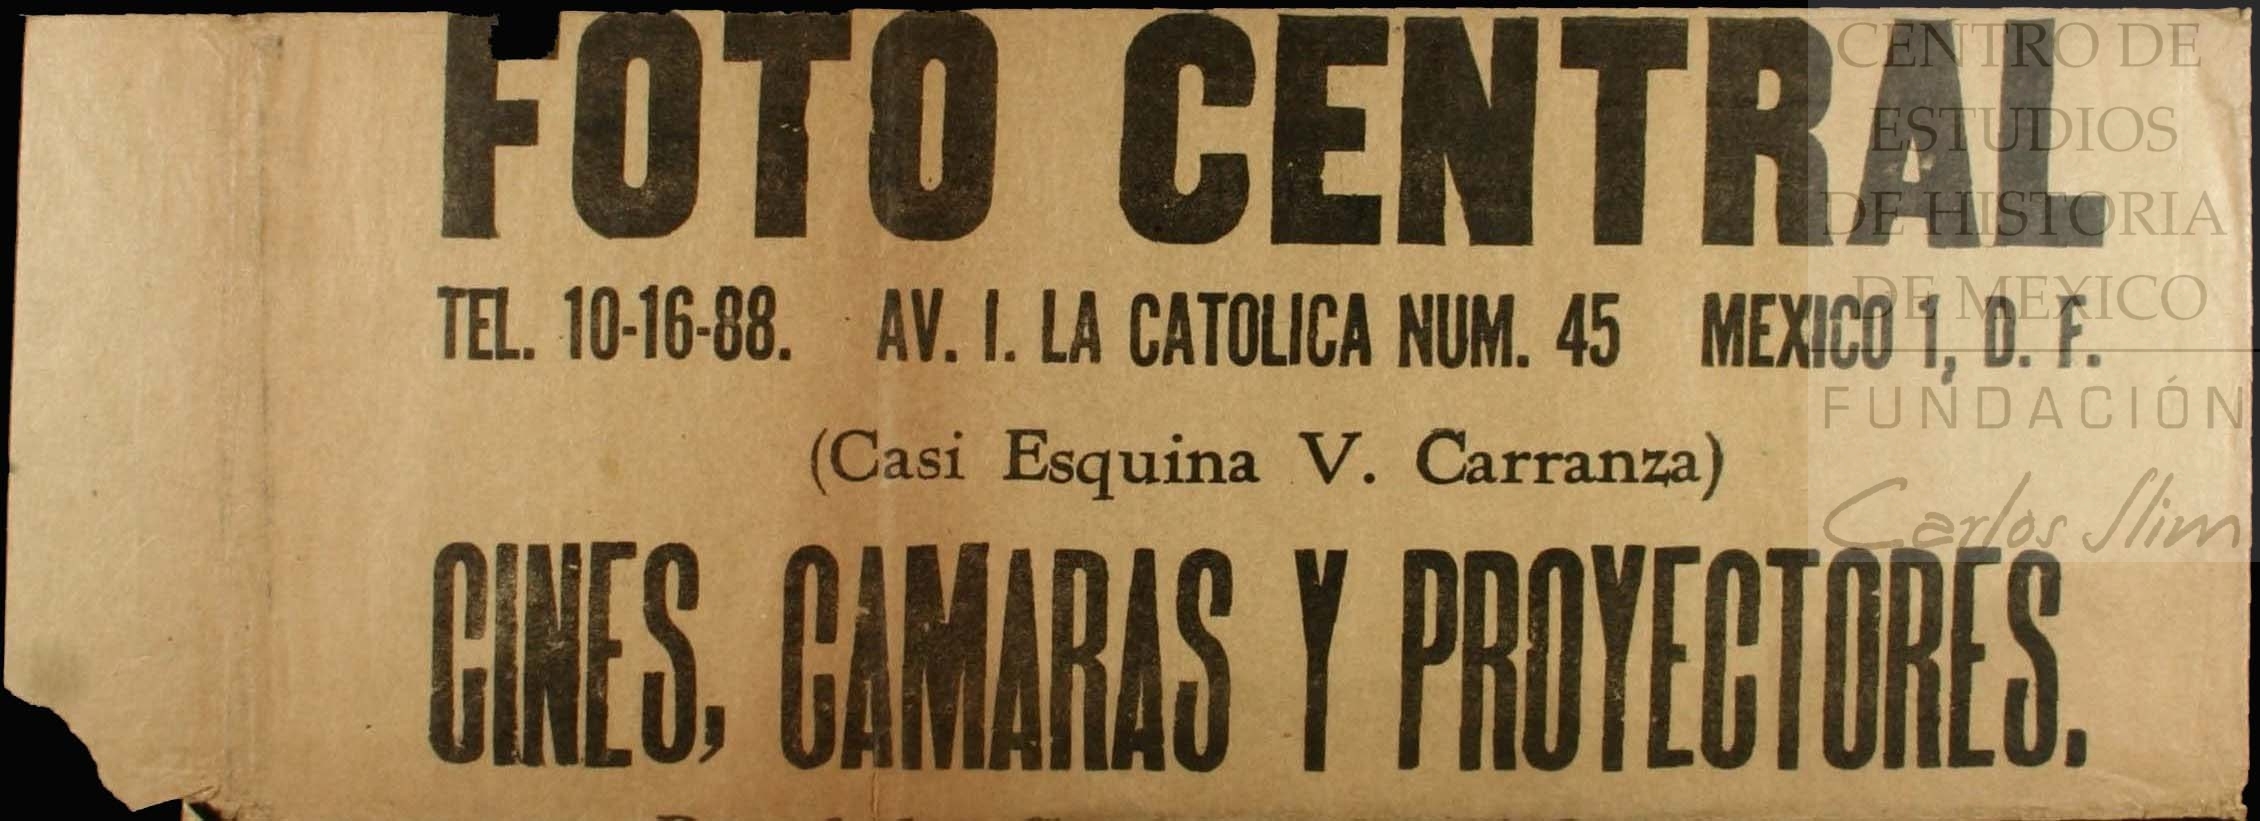 FOTO CENTRAL
TEL. 10-16-88. AV. I. LA CATOLICA NUM. 45 MEXICO 1, D. F.
(Casi Esquina V. Carranza)
CINES, CAMARAS Y PROYECTORES.
CENTRO DE
ESTUDIOS
DE HISTORIA
DE MEXICO
FUNDACIÓN
Carlos Slim